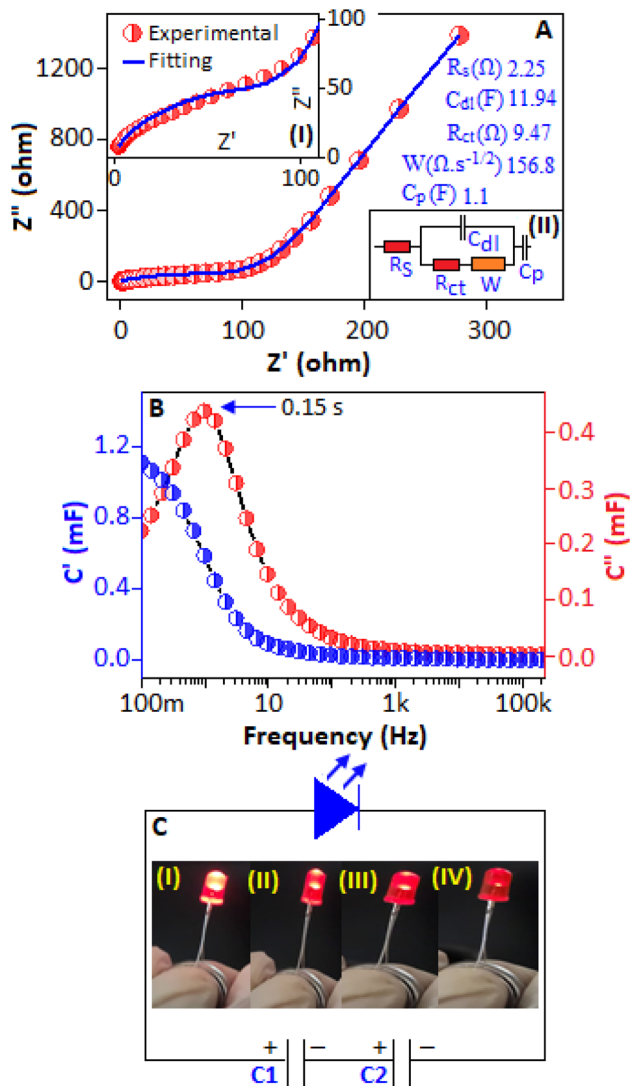 A
Experimental
Fitting
1200
800
400
0
Z" (ohm)
100
50
0
Z"
Z'
(I)
0
100
Rs(Ω) 2.25
Cdl(F) 11.94
Rct(Ω) 9.47
W(Ω.s-1/2) 156.8
Cp(F) 1.1
(II)
Cdl
RS
Rct
W
Cp
0
100
200
300
Z' (ohm)
B
0.15 s
1.2
0.8
0.4
0.0
C' (mF)
0.4
0.3
0.2
0.1
0.0
C" (mF)
100m
10
1k
100k
Frequency (Hz)
C
(I)
(II)
(III)
(IV)
+
−
+
−
C1
C2